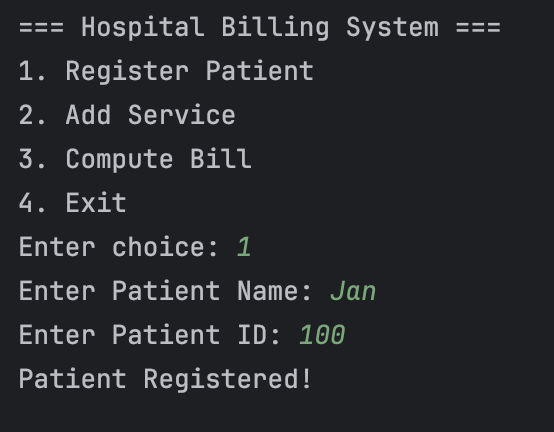 === Hospital Billing System ===
1. Register Patient
2. Add Service
3. Compute Bill
4. Exit
Enter choice: 1
Enter Patient Name: Jan
Enter Patient ID: 100
Patient Registered!